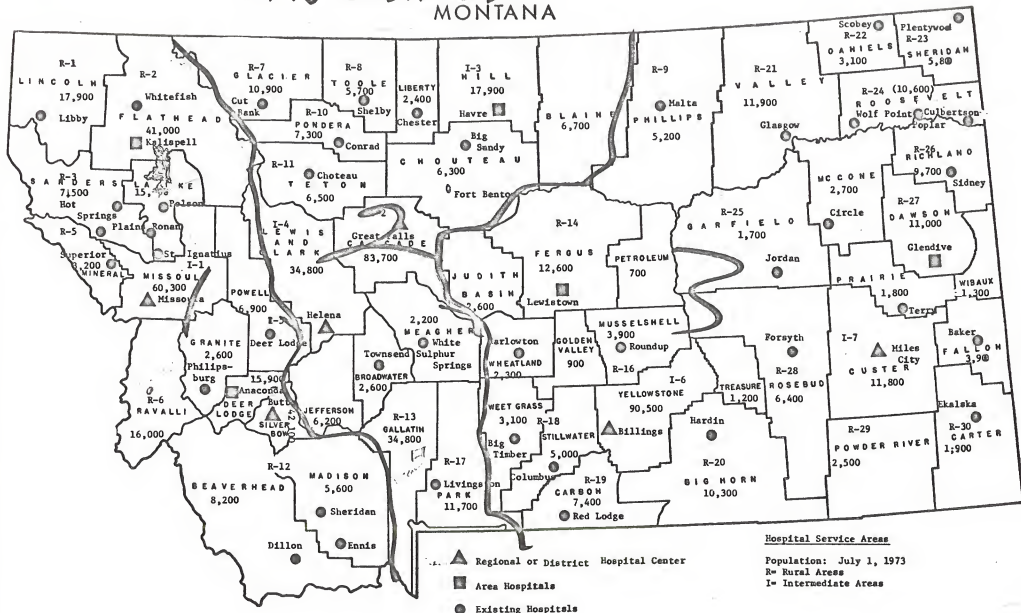 MONTANA
R-1
LINCOLN
17,900
Libby
R-2
Whitefish
FLATHEAD
41,000
Kalispell
R-7
GLACIER
10,900
Cut
Bank
R-8
TOOLE
5,700
Shelby
LIBERTY
2,400
Chester
I-3
HILL
17,900
Havre
BLAINE
6,700
R-9
Malta
PHILLIPS
5,200
R-21
VALLEY
11,900
Glasgow
Scobey
R-22
DANIELS
3,100
Plentywood
R-23
SHERIDAN
R-24 (10,600)
ROOSEVELT
Wolf Point
Culbertson
Poplar
R-26
RICHLAND
9,700
Sidney
R-10
PONDERA
7,300
Conrad
Big
Sandy
CHOUTEAU
6,300
Fort Benton
R-11
Choteau
TETON
6,500
R-3
SANDERS
7,500
Hot
Springs
Plains
LAKE
Polson
Ronan
St. Ignatius
R-5
Superior
MINERAL
I-1
MISSOULA
60,300
Missoula
I-4
LEWIS
AND
CLARK
34,800
Helena
Great Falls
CASCADE
83,700
JUDITH
BASIN
2,600
R-14
FERGUS
12,600
Lewistown
PETROLEUM
700
R-25
GARFIELD
1,700
Jordan
MC CONE
2,700
Circle
R-27
DAWSON
11,000
Glendive
PRAIRIE
1,800
Terry
WIBAUX
1,300
POWELL
6,900
I-5
Deer Lodge
GRANITE
2,600
Philips-
burg
15,900
Anaconda
DEER
LODGE
Butte
SILVER
BOW
JEFFERSON
6,200
Townsend
BROADWATER
2,600
2,200
MEAGHER
White
Sulphur
Springs
Harlowton
WHEATLAND
2,300
GOLDEN
VALLEY
900
MUSSELSHELL
3,900
Roundup
R-16
I-6
YELLOWSTONE
90,500
Billings
TREASURE
1,200
Forsyth
R-28
ROSEBUD
6,400
I-7
Miles
City
CUSTER
11,800
Baker
FALLON
Ekalaka
R-30
CARTER
1,900
R-29
POWDER RIVER
2,500
R-6
RAVALLI
16,000
R-12
BEAVERHEAD
8,200
Dillon
MADISON
5,600
Sheridan
Ennis
R-13
GALLATIN
34,800
R-17
Livingston
PARK
11,700
SWEET GRASS
3,100
Big
Timber
R-18
STILLWATER
5,000
Columbus
R-19
CARBON
7,400
Red Lodge
Hardin
R-20
BIG HORN
10,300
Regional or District Hospital Center
Area Hospitals
Existing Hospitals
Hospital Service Areas
Population: July 1, 1973
R= Rural Areas
I= Intermediate Areas